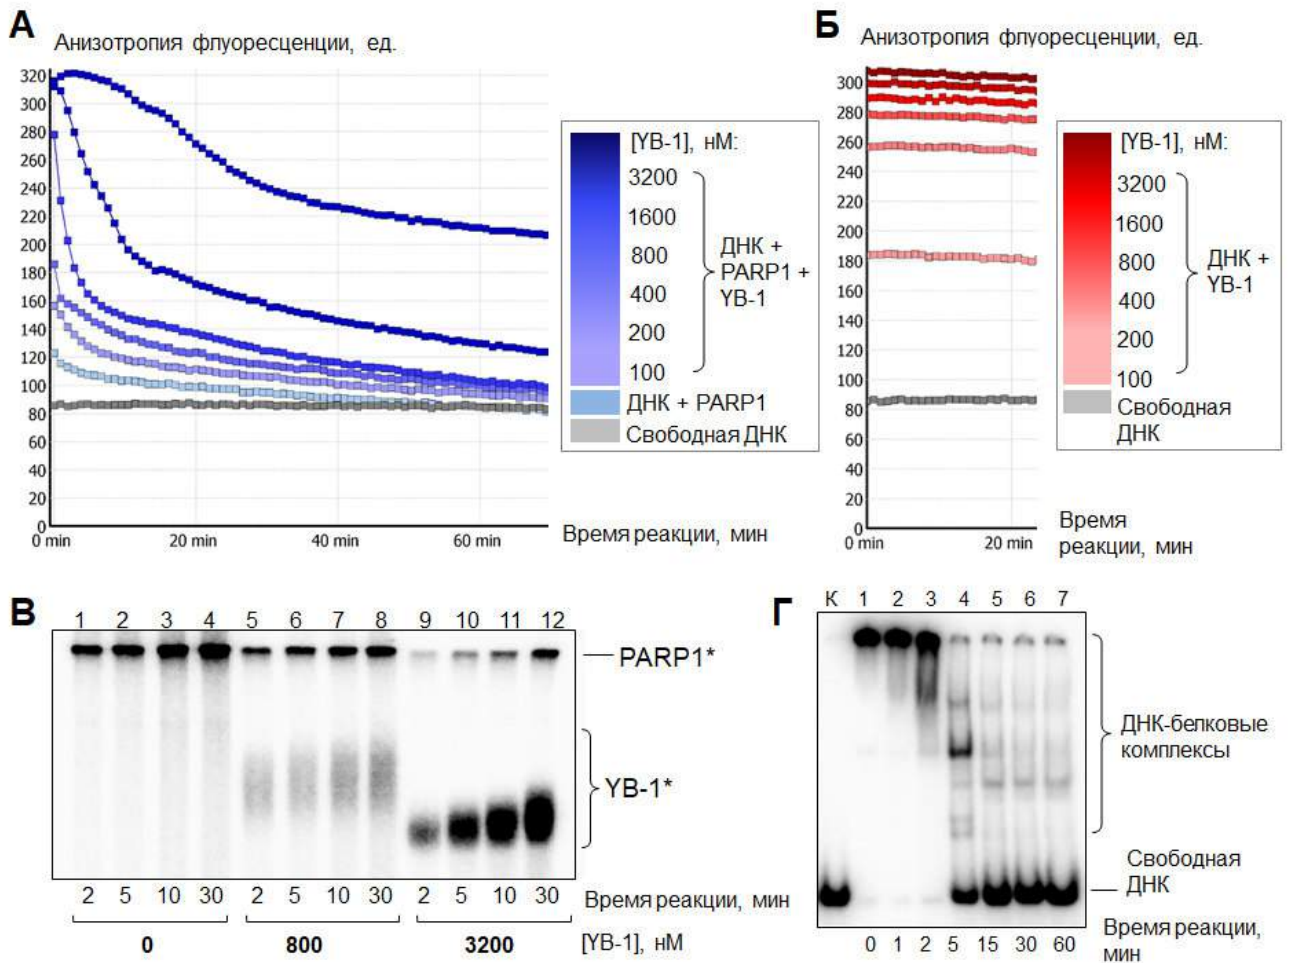 А
Анизотропия флуоресценции, ед.
320
300
280
260
240
220
200
180
160
140
120
100
80
60
40
20
0
0 min
20 min
40 min
60 min
Время реакции, мин
[YB-1], нМ:
3200
1600
800
400
200
100
ДНК +
PARP1 +
YB-1
ДНК + PARP1
Свободная ДНК
Б
Анизотропия флуоресценции, ед.
300
280
260
240
220
200
180
160
140
120
100
80
60
40
20
0
0 min
20 min
Время
реакции, мин
[YB-1], нМ:
3200
1600
800
400
200
100
ДНК +
YB-1
Свободная
ДНК
В
1 2 3 4 5 6 7 8 9 10 11 12
PARP1*
YB-1*
2 5 10 30 2 5 10 30 2 5 10 30
Время реакции, мин
0 800 3200
[YB-1], нМ
Г
К 1 2 3 4 5 6 7
ДНК-белковые
комплексы
Свободная
ДНК
0 1 2 5 15 30 60
Время реакции,
мин